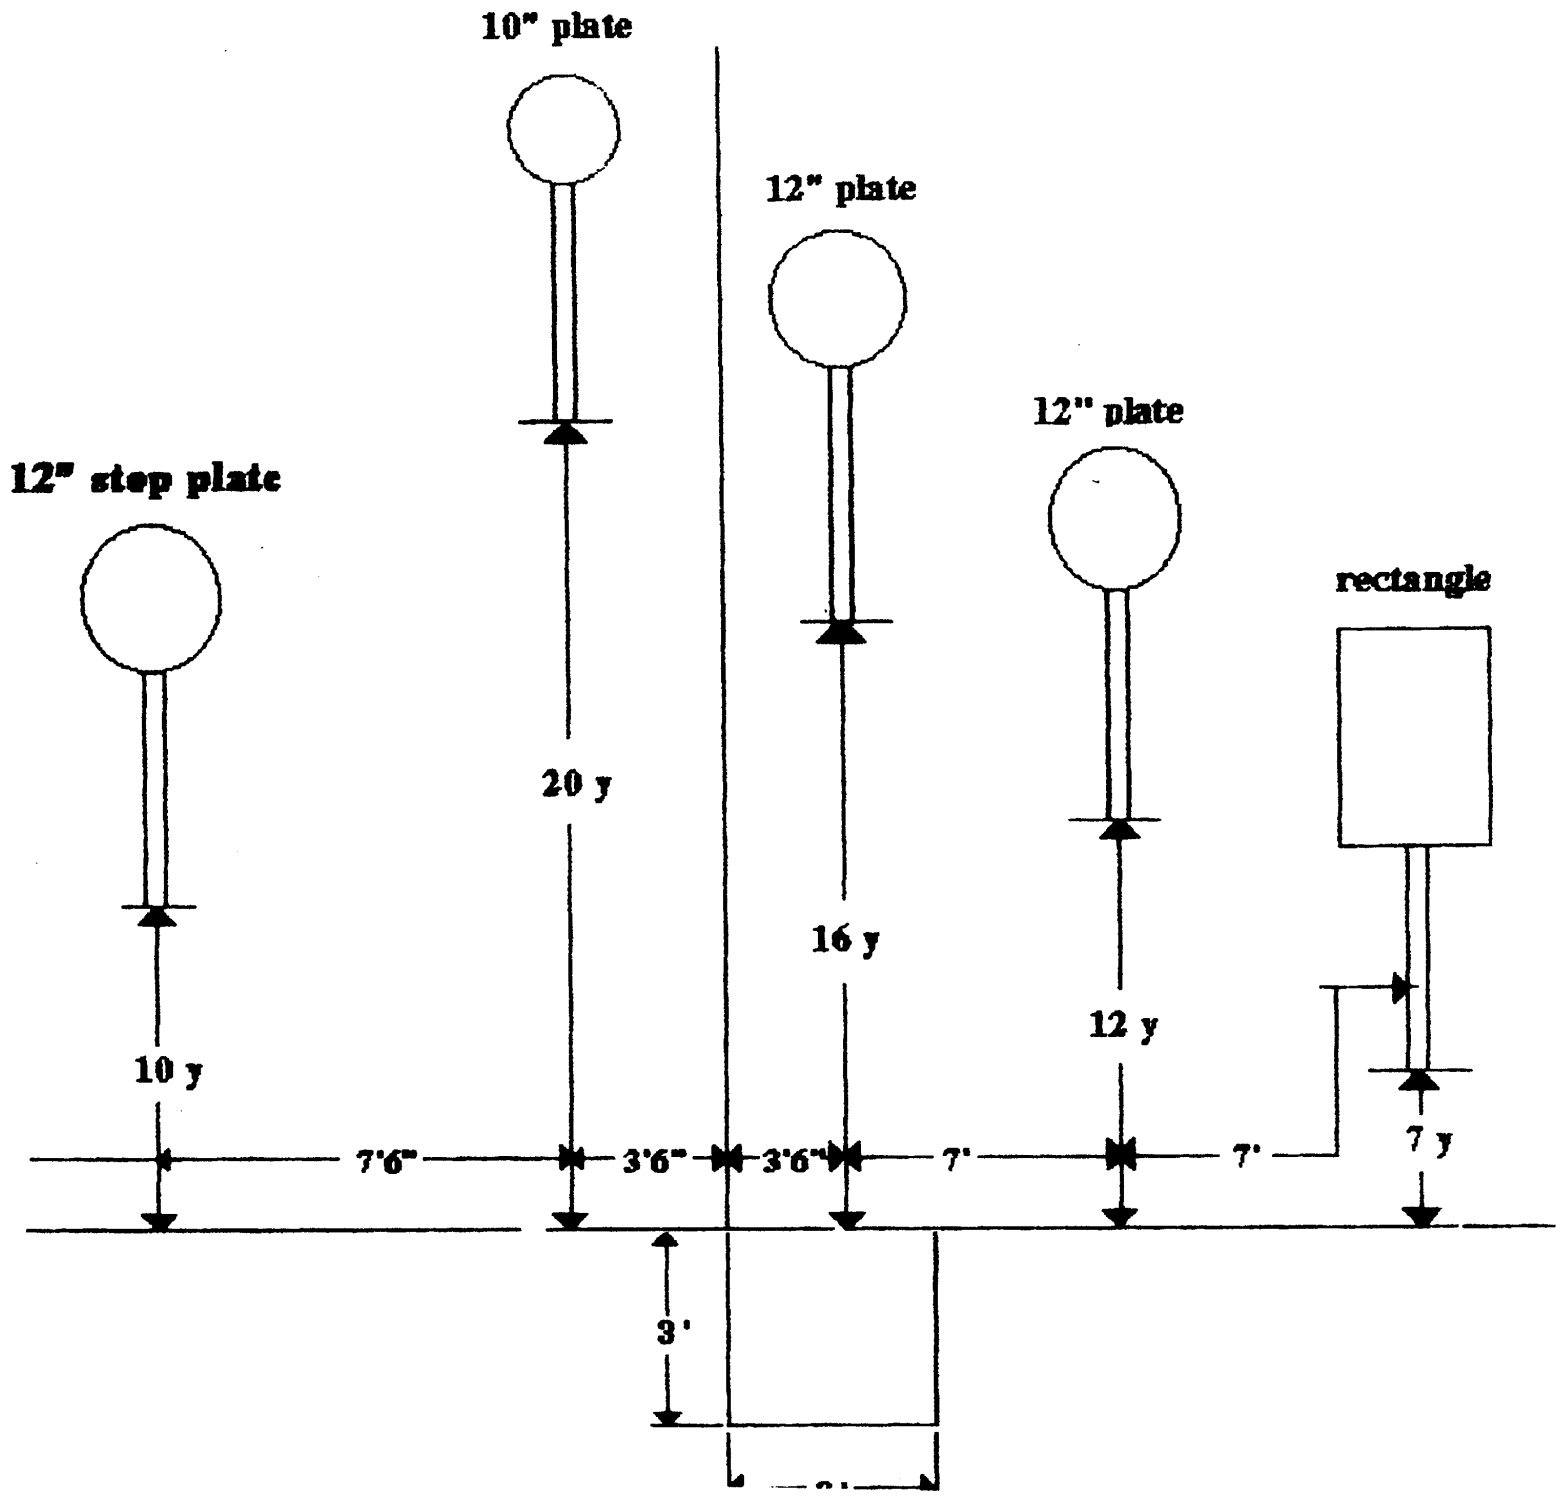 10" plate
12" plate
12" plate
12" stop plate
rectangle
20 y
16 y
12 y
10 y
7 y
7'6"
3'6"
3'6"
7'
7'
3'